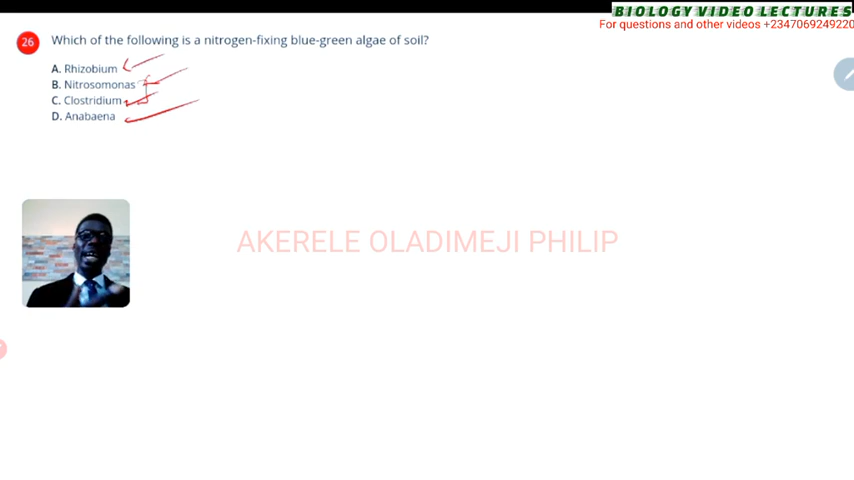 BIOLOGY VIDEO LECTURES
For questions and other videos +2347069249220
26 Which of the following is a nitrogen-fixing blue-green algae of soil?
A. Rhizobium
B. Nitrosomonas
C. Clostridium
D. Anabaena
AKERELE OLADIMEJI PHILIP